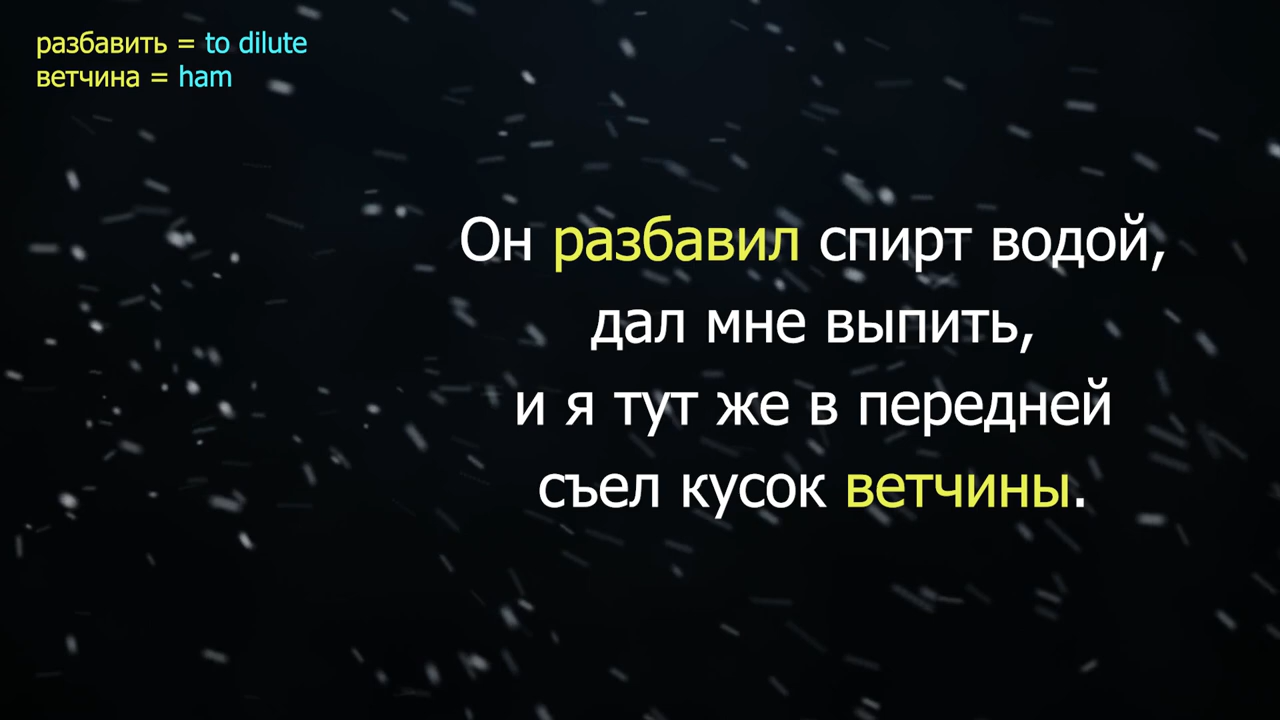 разбавить = to dilute
ветчина = ham
Он разбавил спирт водой,
дал мне выпить,
и я тут же в передней
съел кусок ветчины.